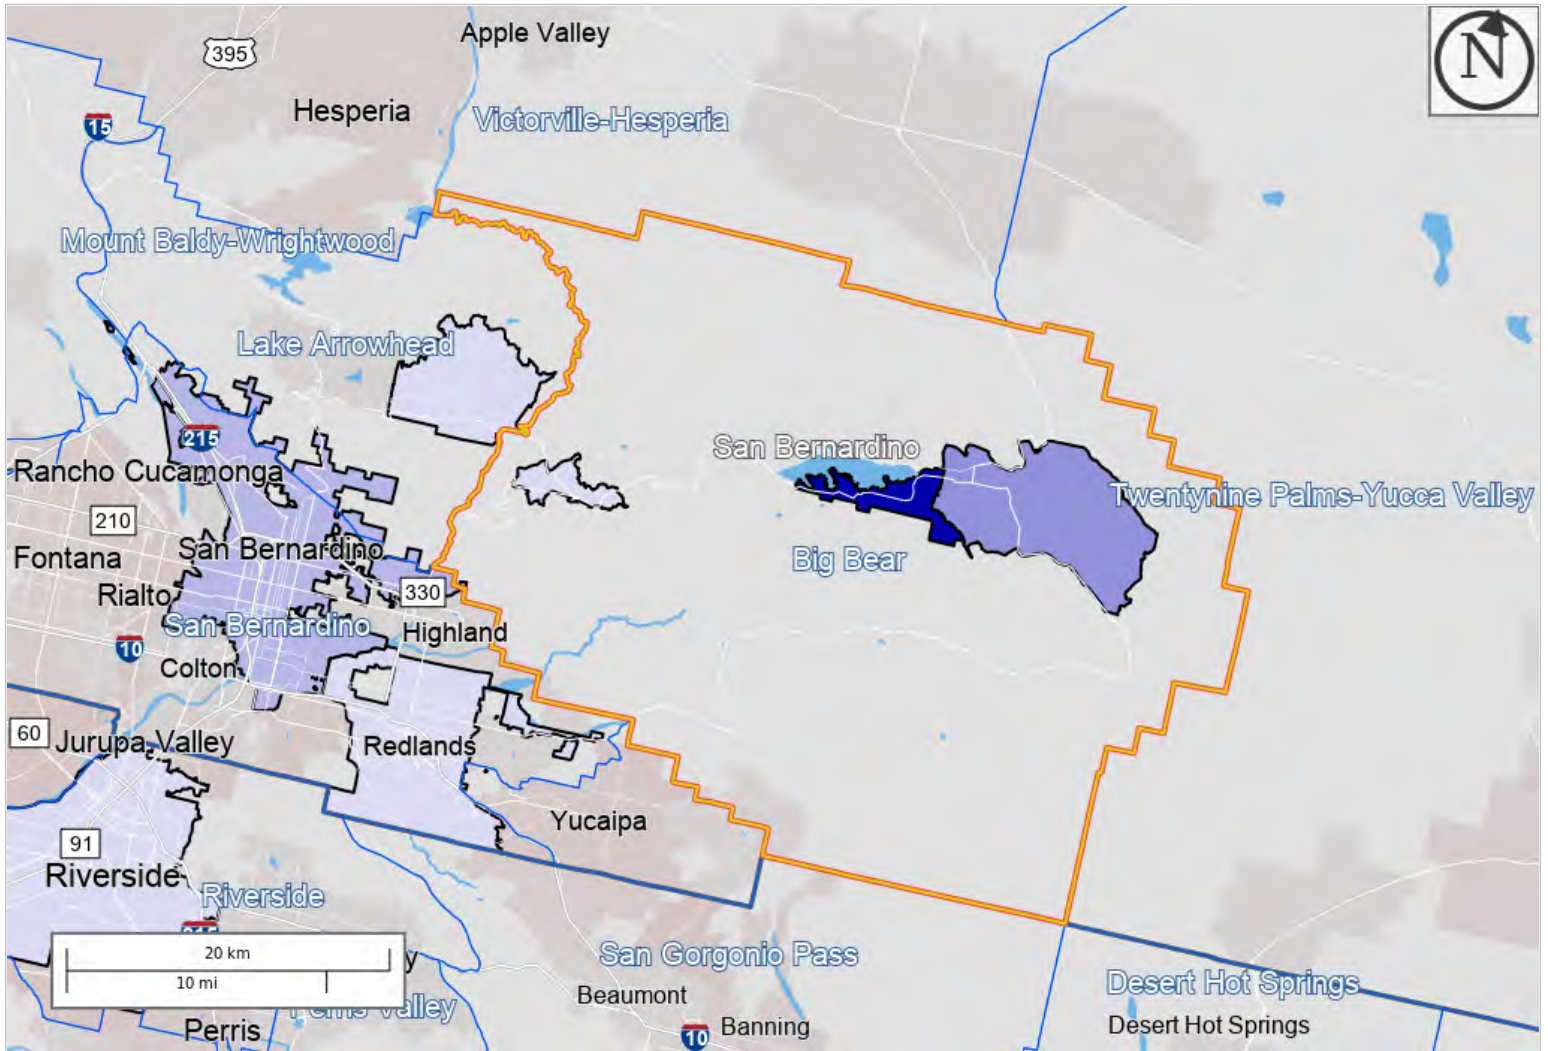 Apple Valley
395
N
Hesperia
Victorville-Hesperia
15
Mount Baldy-Wrightwood
Lake Arrowhead
215
San Bernardino
Rancho Cucamonga
Twentynine Palms-Yucca Valley
210
San Bernardino
Fontana
Big Bear
Rialto
330
San Bernardino
Highland
10
Colton
60
Jurupa Valley
Redlands
Yucaipa
91
Riverside
Riverside
20 km
San Gorgonio Pass
10 mi
Desert Hot Springs
Beaumont
Perris Valley
Perris
10
Banning
Desert Hot Springs